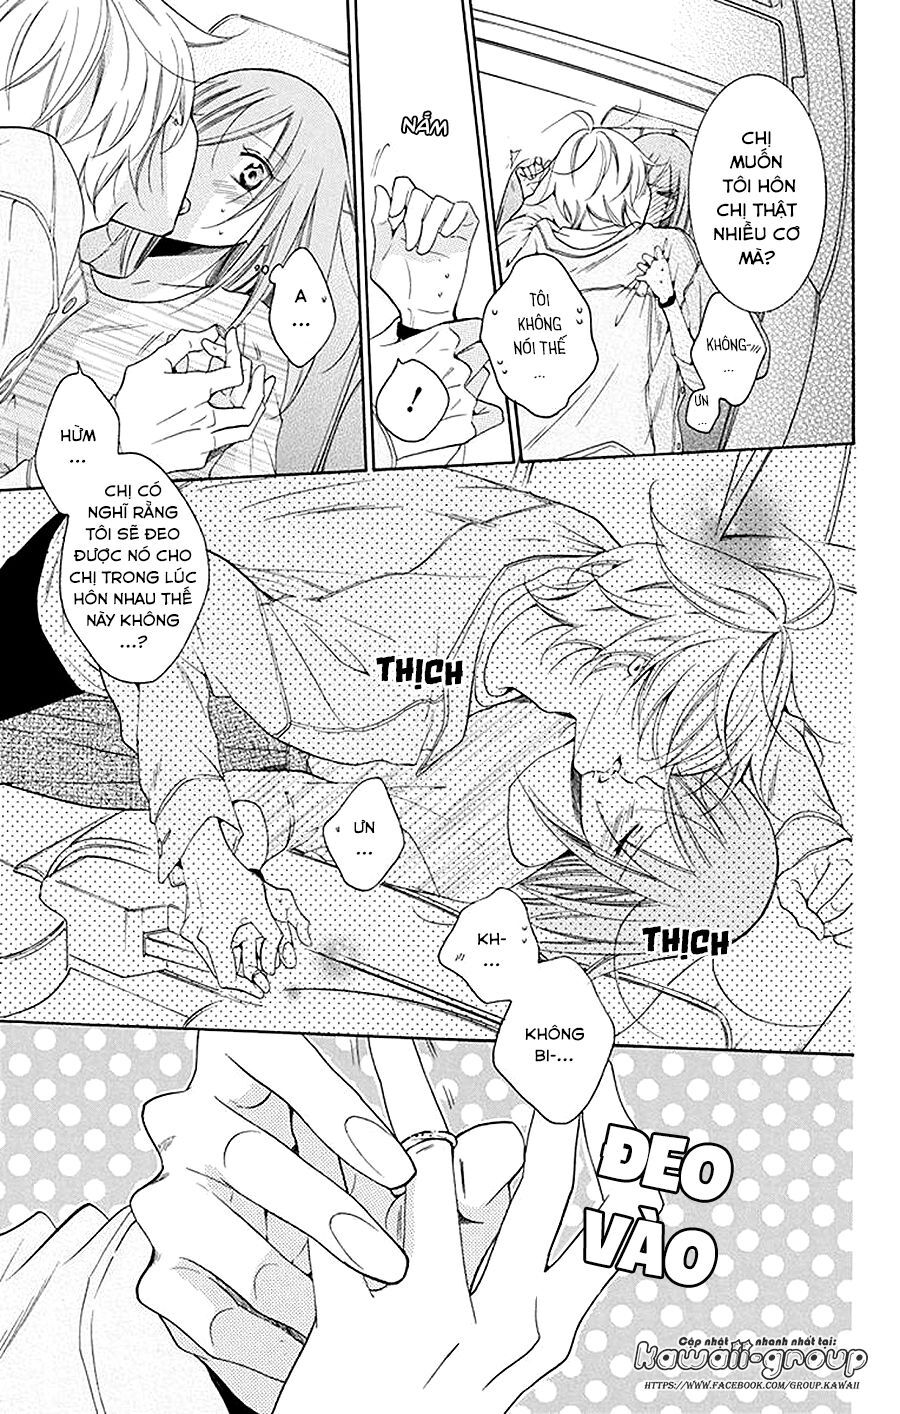 CHỊ
MUỐN
TÔI HÔN
CHỊ THẬT
NHIỀU CƠ
MÀ?
KHÔNG-
ƯN
TÔI
KHÔNG
NÓI THẾ
...
NẮM
!
A
...
HỪM
...
CHỊ CÓ
NGHĨ RẰNG
TÔI SẼ ĐEO
ĐƯỢC NÓ CHO
CHỊ TRONG LÚC
HÔN NHAU THẾ
NÀY KHÔNG
...?
THỊCH
ƯN
...
THỊCH
KH-
...
KHÔNG
BI-...
ĐEO
VÀO
Cập nhật nhanh nhất tại:
kawaii-group
HTTPS://WWW.FACEBOOK.COM/GROUP.KAWAII